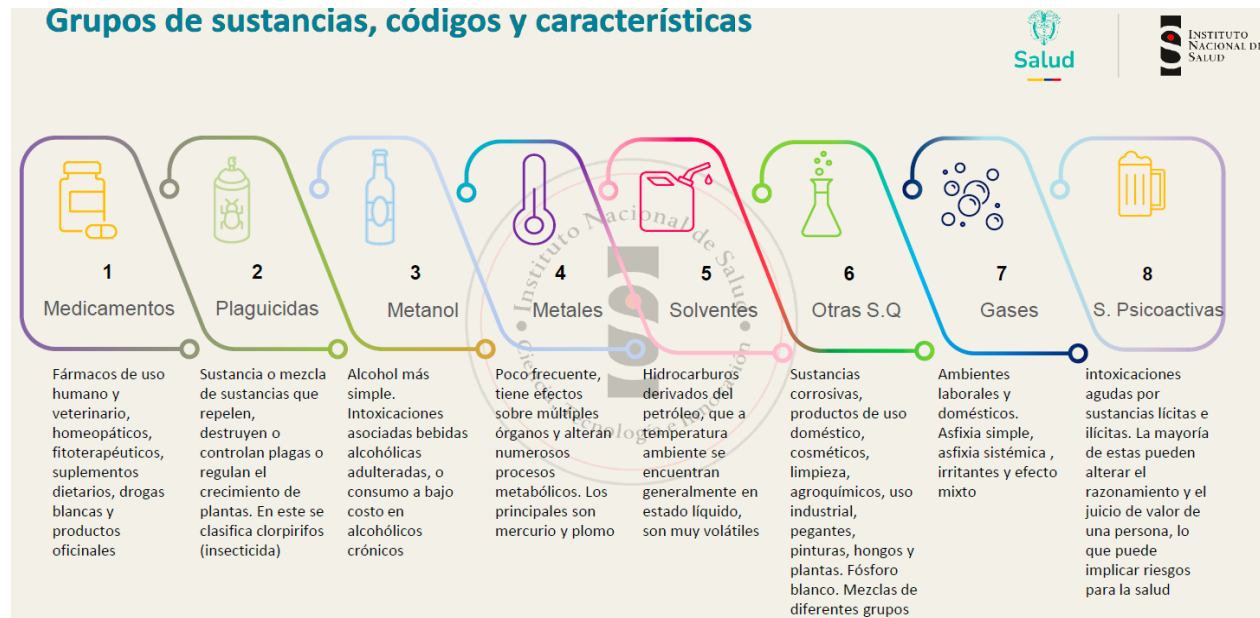 Grupos de sustancias, códigos y características
Salud
INSTITUTO
NACIONAL DE
SALUD
1
Medicamentos
Fármacos de uso
humano y
veterinario,
homeopáticos,
fitoterapéuticos,
suplementos
dietarios, drogas
blancas y
productos
oficinales
2
Plaguicidas
Sustancia o mezcla
de sustancias que
repelen,
destruyen o
controlan plagas o
regulan el
crecimiento de
plantas. En este se
clasifica clorpirifos
(insecticida)
3
Metanol
Alcohol más
simple.
Intoxicaciones
asociadas bebidas
alcohólicas
adulteradas, o
consumo a bajo
costo en
alcohólicos
crónicos
4
Metales
Poco frecuente,
tiene efectos
sobre múltiples
órganos y alteran
numerosos
procesos
metabólicos. Los
principales son
mercurio y plomo
5
Solventes
Hidrocarburos
derivados del
petróleo, que a
temperatura
ambiente se
encuentran
generalmente en
estado líquido,
son muy volátiles
6
Otras S.Q
Sustancias
corrosivas,
productos de uso
doméstico,
cosméticos,
limpieza,
agroquímicos, uso
industrial,
pegantes,
pinturas, hongos y
plantas. Fósforo
blanco. Mezclas de
diferentes grupos
7
Gases
Ambientes
laborales y
domésticos.
Asfixia simple,
asfixia sistémica ,
irritantes y efecto
mixto
8
S. Psicoactivas
intoxicaciones
agudas por
sustancias lícitas e
ilícitas. La mayoría
de estas pueden
alterar el
razonamiento y el
juicio de valor de
una persona, lo
que puede
implicar riesgos
para la salud
Instituto Nacional de Salud
Ciencia, Tecnología e Innovación